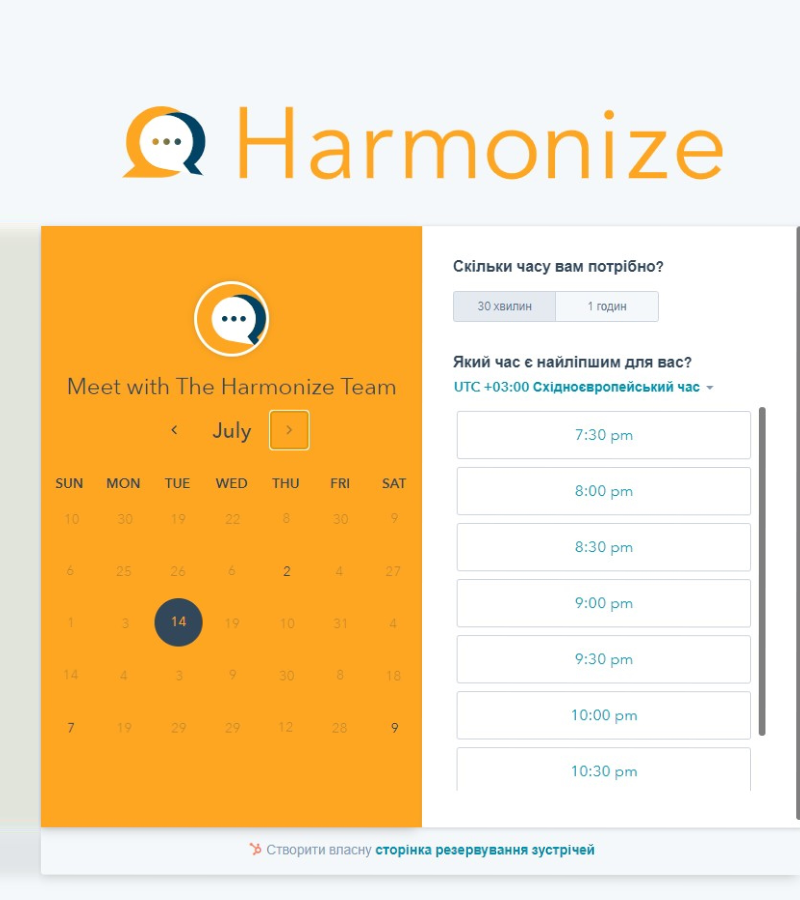 Harmonize
Meet with The Harmonize Team
July
SUN MON TUE WED THU FRI SAT
10 30 19 22 8 30 9
6 25 26 6 2 4 27
1 3 14 19 10 31 4
14 4 3 9 30 8 18
7 19 29 29 12 28 9
Скільки часу вам потрібно?
30 хвилин 1 годин
Який час є найліпшим для вас?
UTC +03:00 Східноєвропейський час
7:30 pm
8:00 pm
8:30 pm
9:00 pm
9:30 pm
10:00 pm
10:30 pm
Створити власну сторінка резервування зустрічей